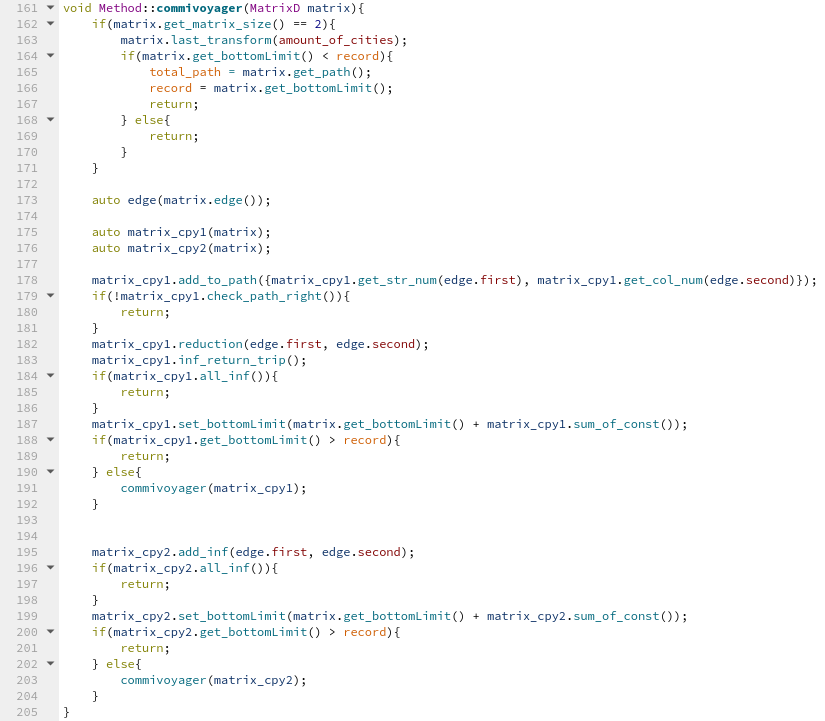 161 void Method::commivoyager(MatrixD matrix){
162     if(matrix.get_matrix_size() == 2){
163         matrix.last_transform(amount_of_cities);
164         if(matrix.get_bottomLimit() < record){
165             total_path = matrix.get_path();
166             record = matrix.get_bottomLimit();
167             return;
168         } else{
169             return;
170         }
171     }
172
173     auto edge(matrix.edge());
174
175     auto matrix_cpy1(matrix);
176     auto matrix_cpy2(matrix);
177
178     matrix_cpy1.add_to_path({matrix_cpy1.get_str_num(edge.first), matrix_cpy1.get_col_num(edge.second)});
179     if(!matrix_cpy1.check_path_right()){
180         return;
181     }
182     matrix_cpy1.reduction(edge.first, edge.second);
183     matrix_cpy1.inf_return_trip();
184     if(matrix_cpy1.all_inf()){
185         return;
186     }
187     matrix_cpy1.set_bottomLimit(matrix.get_bottomLimit() + matrix_cpy1.sum_of_const());
188     if(matrix_cpy1.get_bottomLimit() > record){
189         return;
190     } else{
191         commivoyager(matrix_cpy1);
192     }
193
194
195     matrix_cpy2.add_inf(edge.first, edge.second);
196     if(matrix_cpy2.all_inf()){
197         return;
198     }
199     matrix_cpy2.set_bottomLimit(matrix.get_bottomLimit() + matrix_cpy2.sum_of_const());
200     if(matrix_cpy2.get_bottomLimit() > record){
201         return;
202     } else{
203         commivoyager(matrix_cpy2);
204     }
205 }